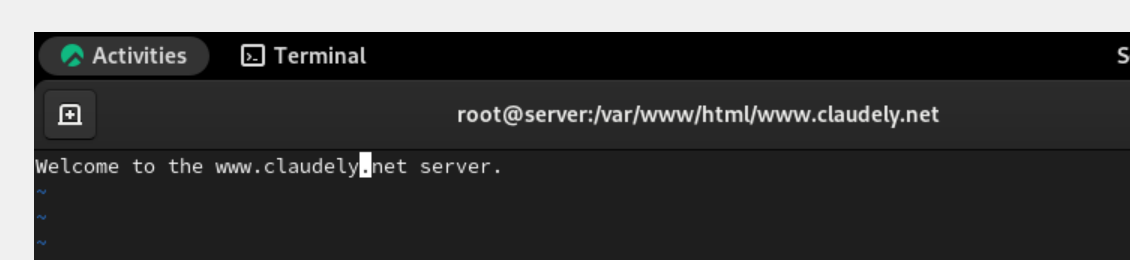 Activities Terminal S
root@server:/var/www/html/www.claudely.net
Welcome to the www.claudely.net server.
~
~
~